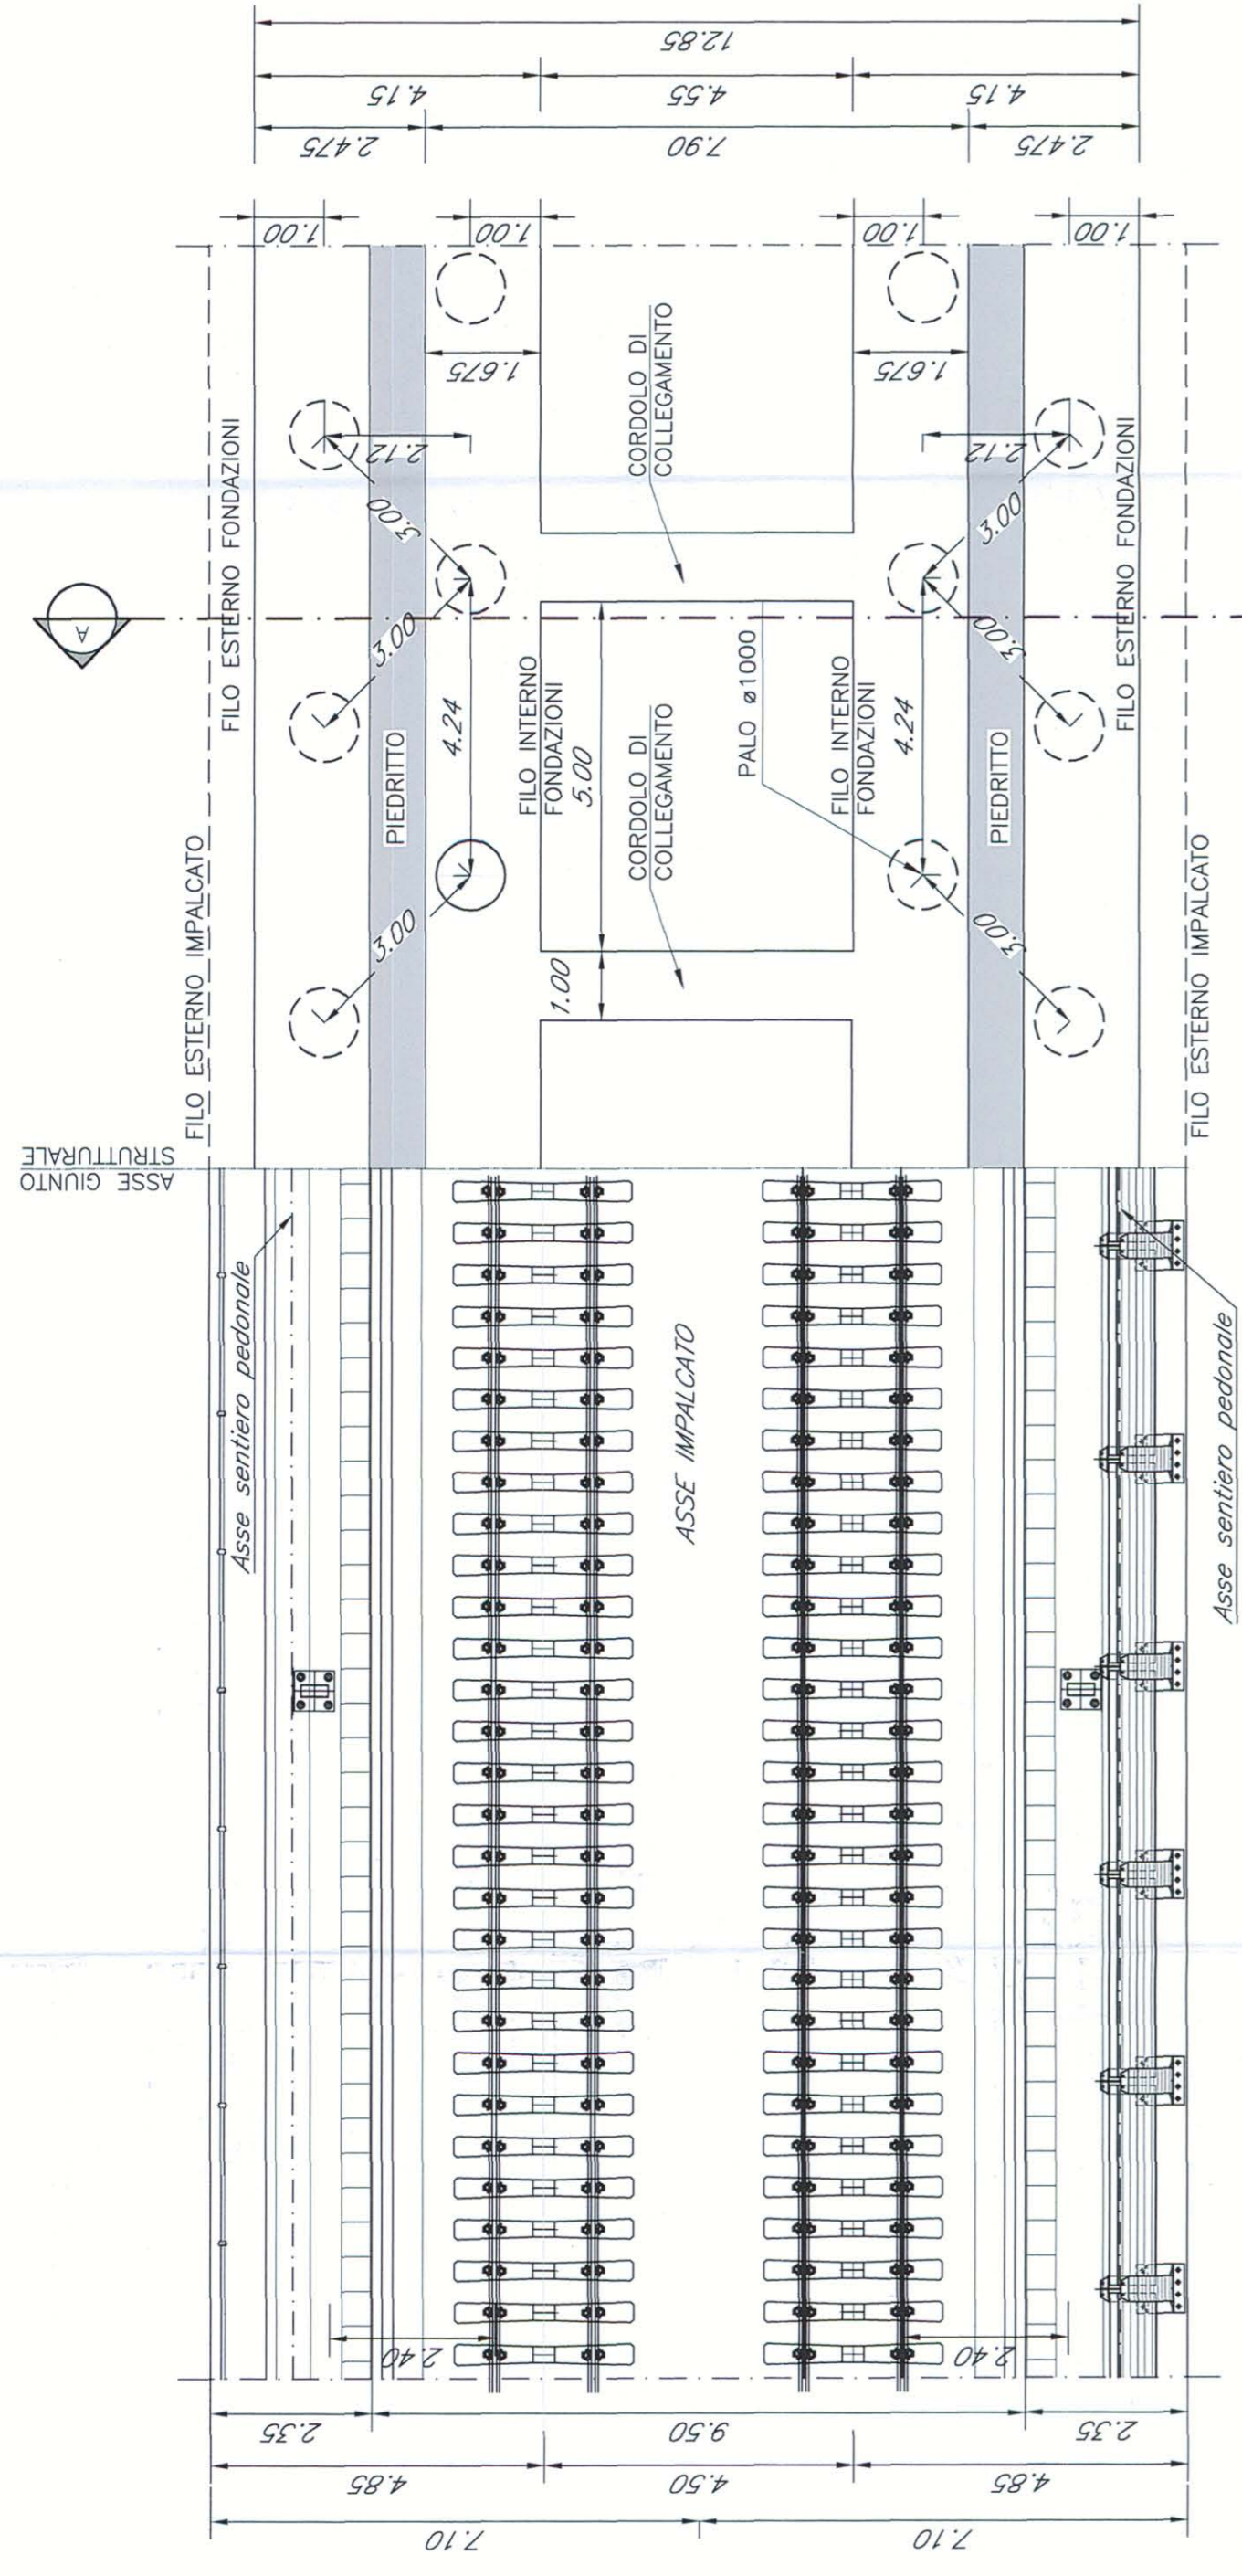 12.85
4.15
4.55
4.15
2.475
7.90
2.475
1.00
1.00
1.00
1.00
1.675
1.675
FILO ESTERNO FONDAZIONI
2.12
3.00
3.00
CORDOLO DI
COLLEGAMENTO
2.12
3.00
3.00
FILO ESTERNO FONDAZIONI
A
PIEDRITTO
4.24
FILO INTERNO
FONDAZIONI
5.00
CORDOLO DI
COLLEGAMENTO
PALO ø1000
FILO INTERNO
FONDAZIONI
4.24
PIEDRITTO
FILO ESTERNO IMPALCATO
3.00
1.00
3.00
FILO ESTERNO IMPALCATO
ASSE GIUNTO
STRUTTURALE
Asse sentiero pedonale
ASSE IMPALCATO
Asse sentiero pedonale
2.40
2.40
2.35
9.50
2.35
4.85
4.50
4.85
7.10
7.10